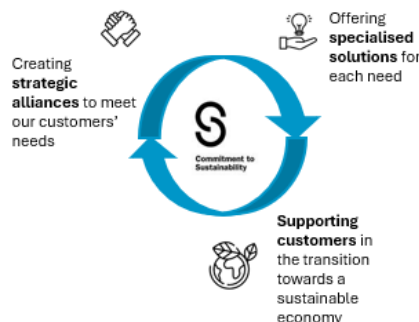 Offering
specialised
solutions for
each need
Creating
strategic
alliances to meet
our customers'
needs
Commitment to
Sustainability
Supporting
customers in
the transition
towards a
sustainable
economy